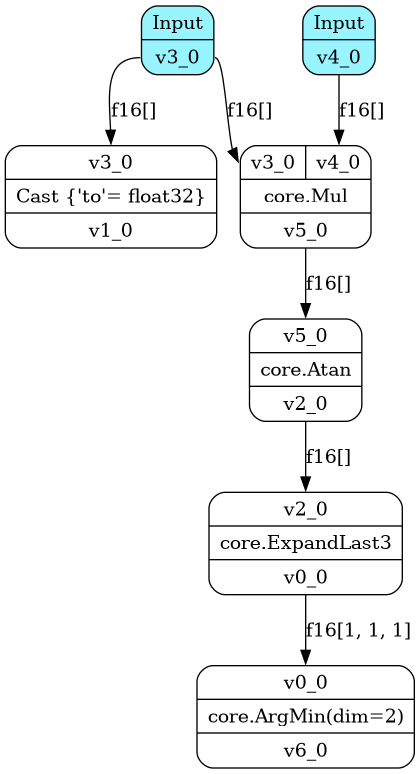 Input
v3_0
Input
v4_0
f16[]
f16[]
f16[]
v3_0
Cast {'to'= float32}
v1_0
v3_0 v4_0
core.Mul
v5_0
f16[]
v5_0
core.Atan
v2_0
f16[]
v2_0
core.ExpandLast3
v0_0
f16[1, 1, 1]
v0_0
core.ArgMin(dim=2)
v6_0